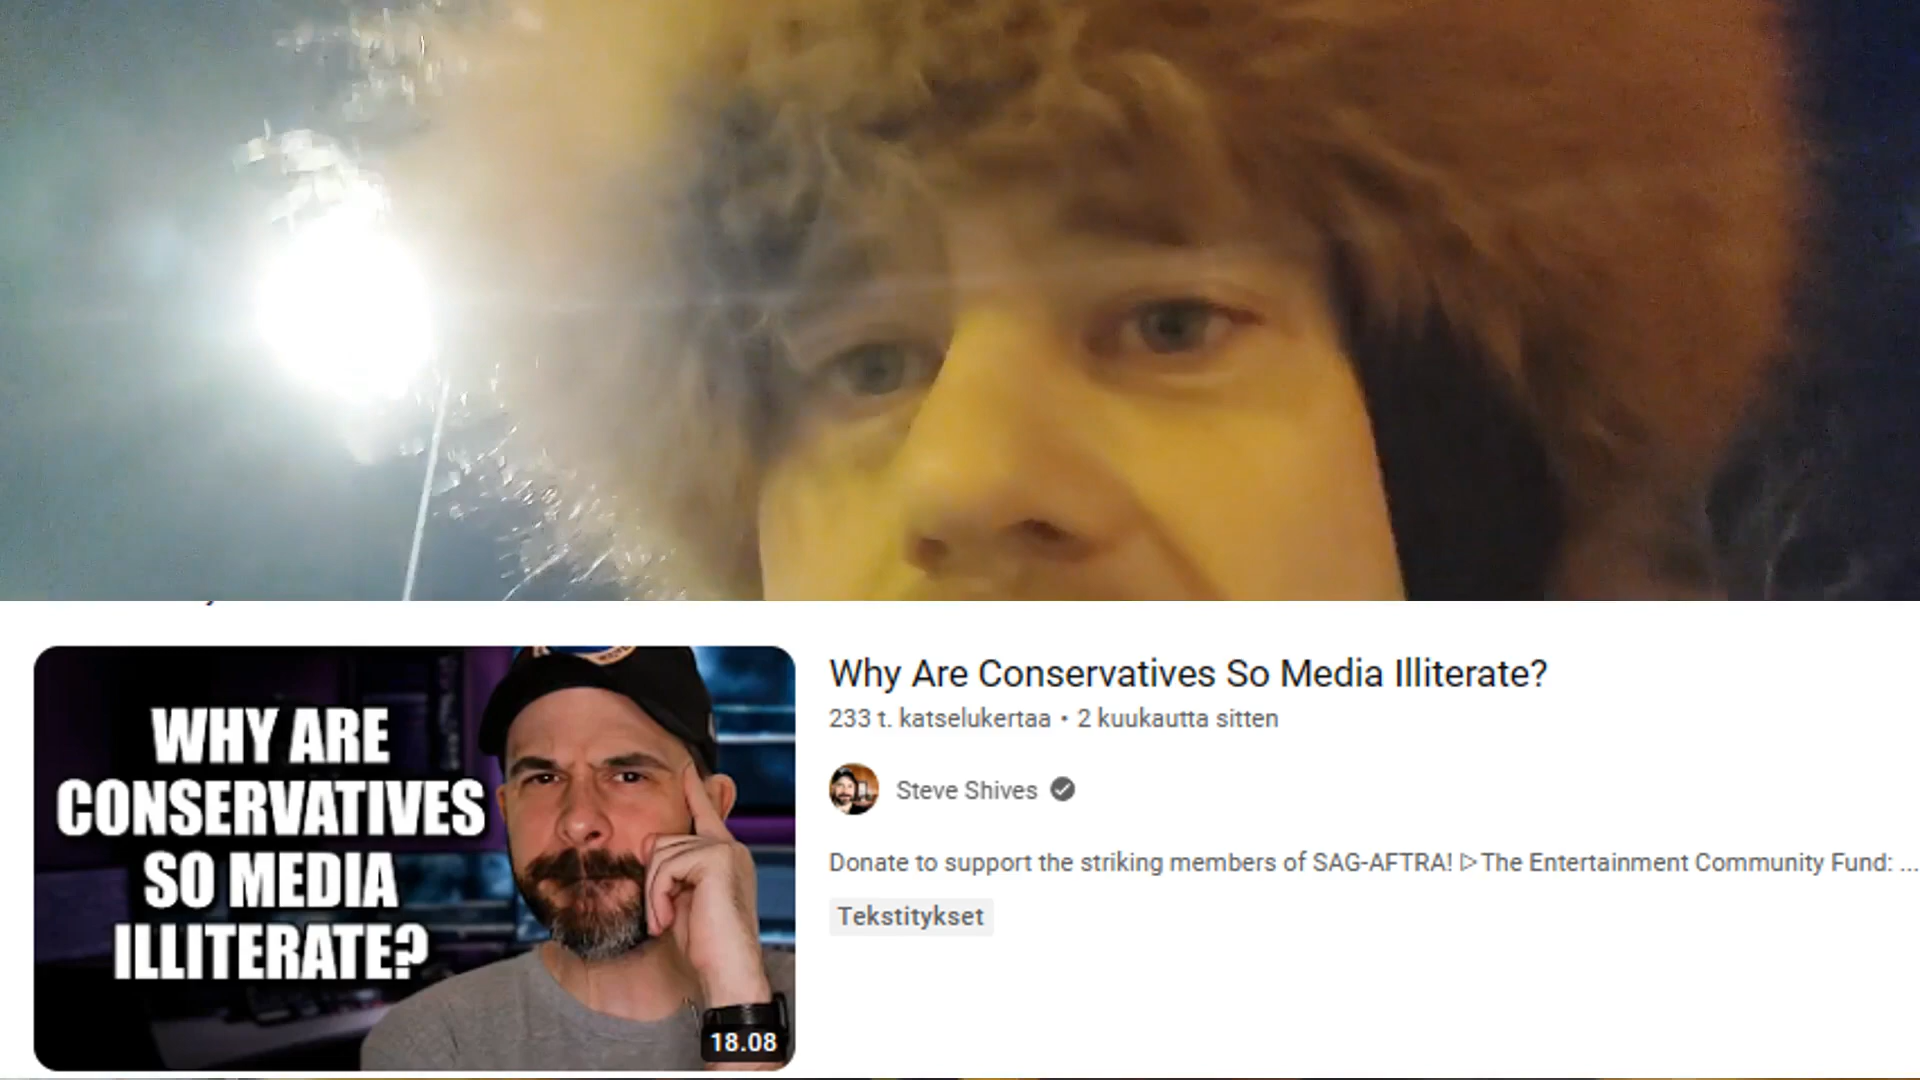 WHY ARE
CONSERVATIVES
SO MEDIA
ILLITERATE?
18.08
Why Are Conservatives So Media Illiterate?
233 t. katselukertaa • 2 kuukautta sitten
Steve Shives
Donate to support the striking members of SAG-AFTRA! ▷ The Entertainment Community Fund: ...
Tekstitykset